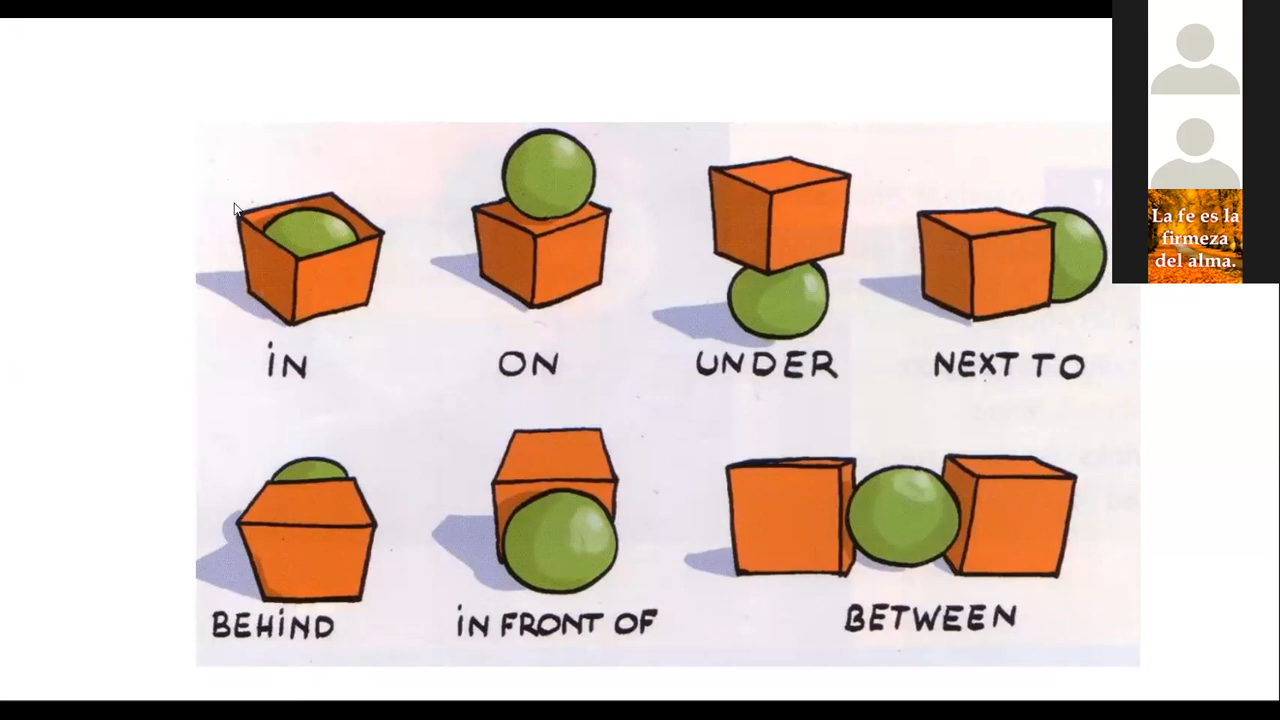 iN
ON
UNDER
NEXT TO
BEHiND
iN FRONT OF
BETWEEN
La fe es la
firmeza
del alma.